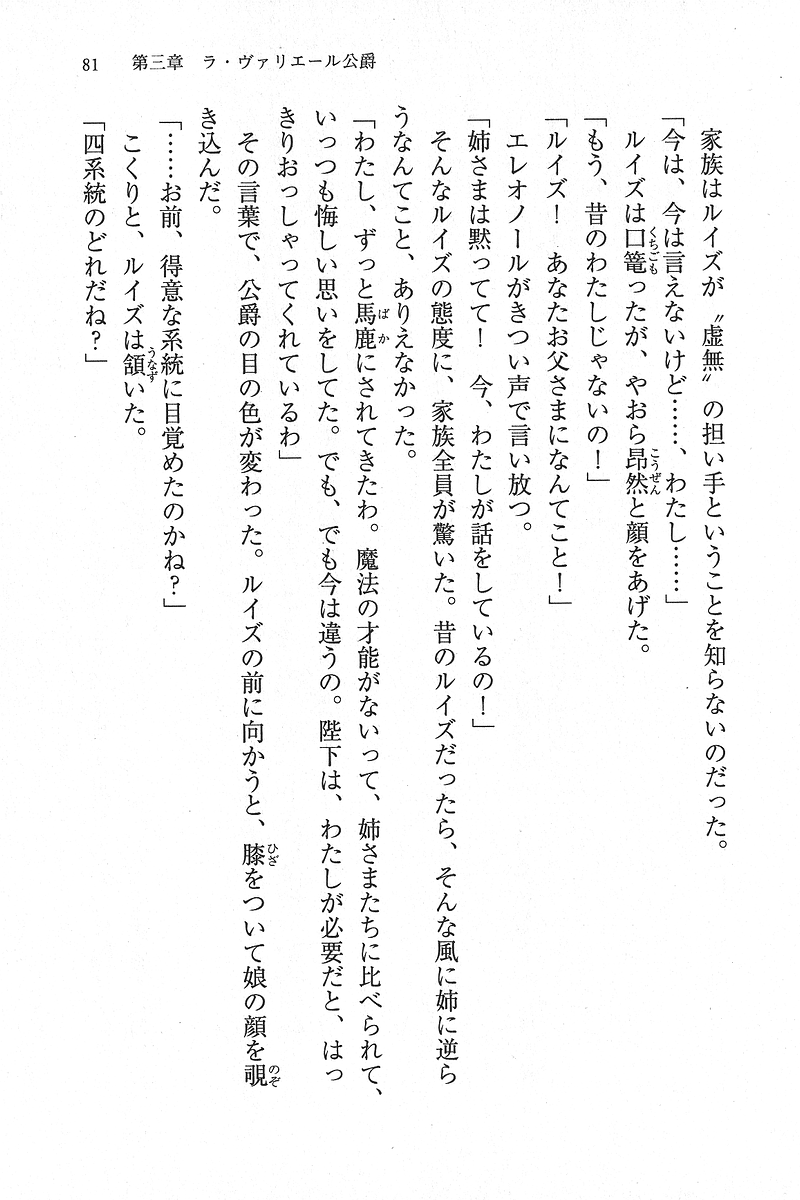 81　第三章　ラ・ヴァリエール公爵
　家族はルイズが〝虚無〟の担い手ということを知らないのだった。
「今は、今は言えないけど……、わたし……」
　ルイズは口篭ったが、やおら昂然と顔をあげた。
「もう、昔のわたしじゃないの！」
「ルイズ！　あなたお父さまになんてこと！」
　エレオノールがきつい声で言い放つ。
「姉さまは黙ってて！　今、わたしが話をしているの！」
　そんなルイズの態度に、家族全員が驚いた。昔のルイズだったら、そんな風に姉に逆ら
うなんてこと、ありえなかった。
「わたし、ずっと馬鹿にされてきたわ。魔法の才能がないって、姉さまたちに比べられて、
いっつも悔しい思いをしてた。でも、でも今は違うの。陛下は、わたしが必要だと、はっ
きりおっしゃってくれているわ」
　その言葉で、公爵の目の色が変わった。ルイズの前に向かうと、膝をついて娘の顔を覗
き込んだ。
「……お前、得意な系統に目覚めたのかね？」
　こくりと、ルイズは頷いた。
「四系統のどれだね？」